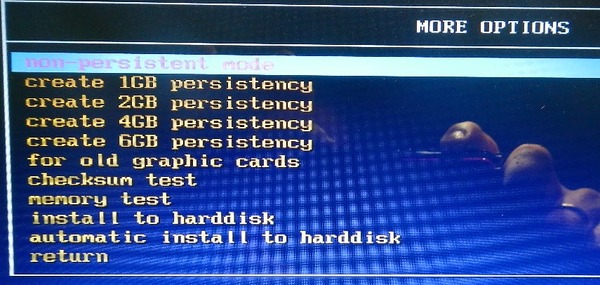 MORE OPTIONS
non-persistent mode
create 1GB persistency
create 2GB persistency
create 4GB persistency
create 6GB persistency
for old graphic cards
checksum test
memory test
install to harddisk
automatic install to harddisk
return